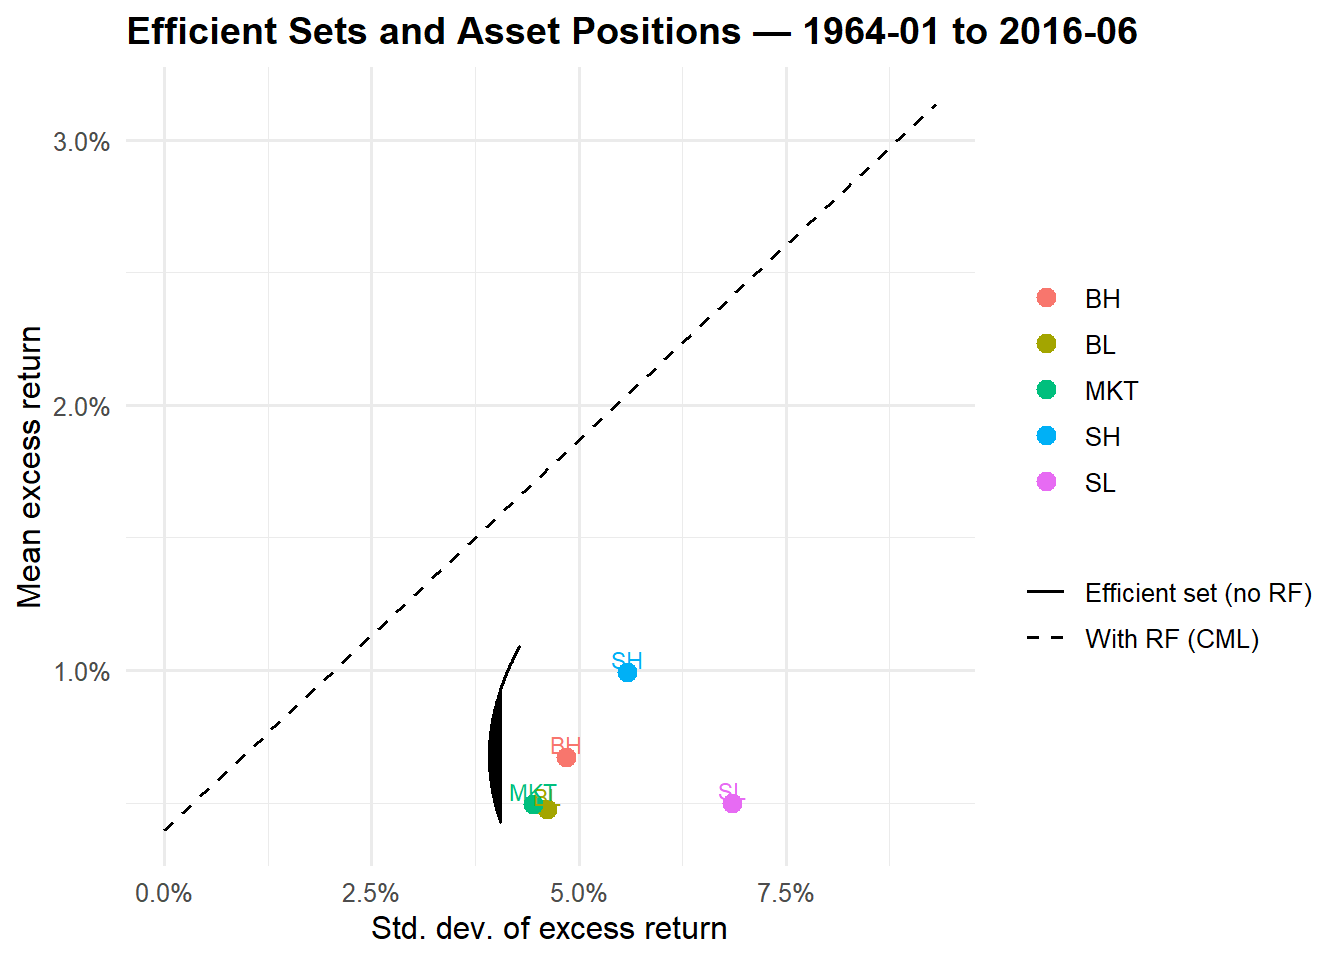 Efficient Sets and Asset Positions — 1964-01 to 2016-06
Mean excess return
3.0%
2.0%
1.0%
SH
BH
MKT
BL
SL
0.0%
2.5%
5.0%
7.5%
Std. dev. of excess return
BH
BL
MKT
SH
SL
Efficient set (no RF)
With RF (CML)